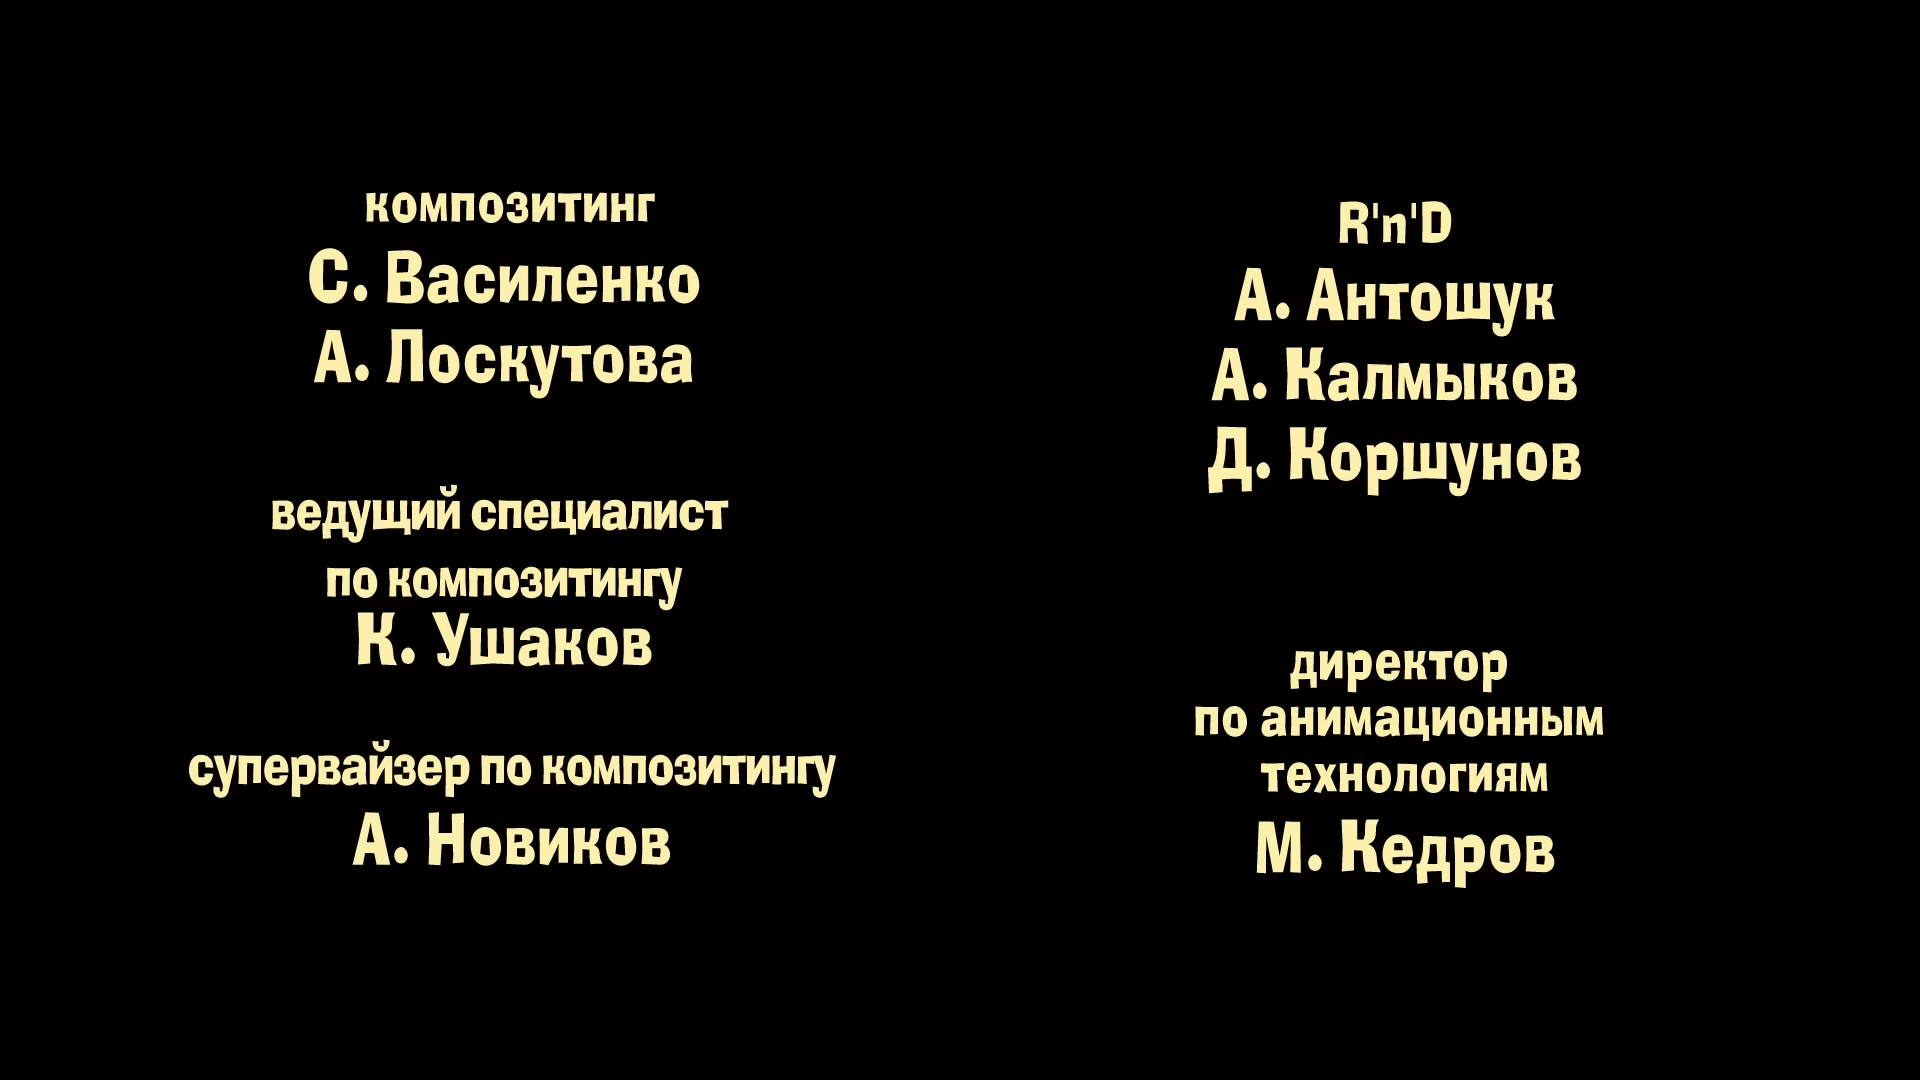 композитинг
С. Василенко
А. Лоскутова
ведущий специалист
по композитингу
К. Ушаков
супервайзер по композитингу
А. Новиков
R'n'D
А. Антошук
А. Калмыков
Д. Коршунов
директор
по анимационным
технологиям
М. Кедров